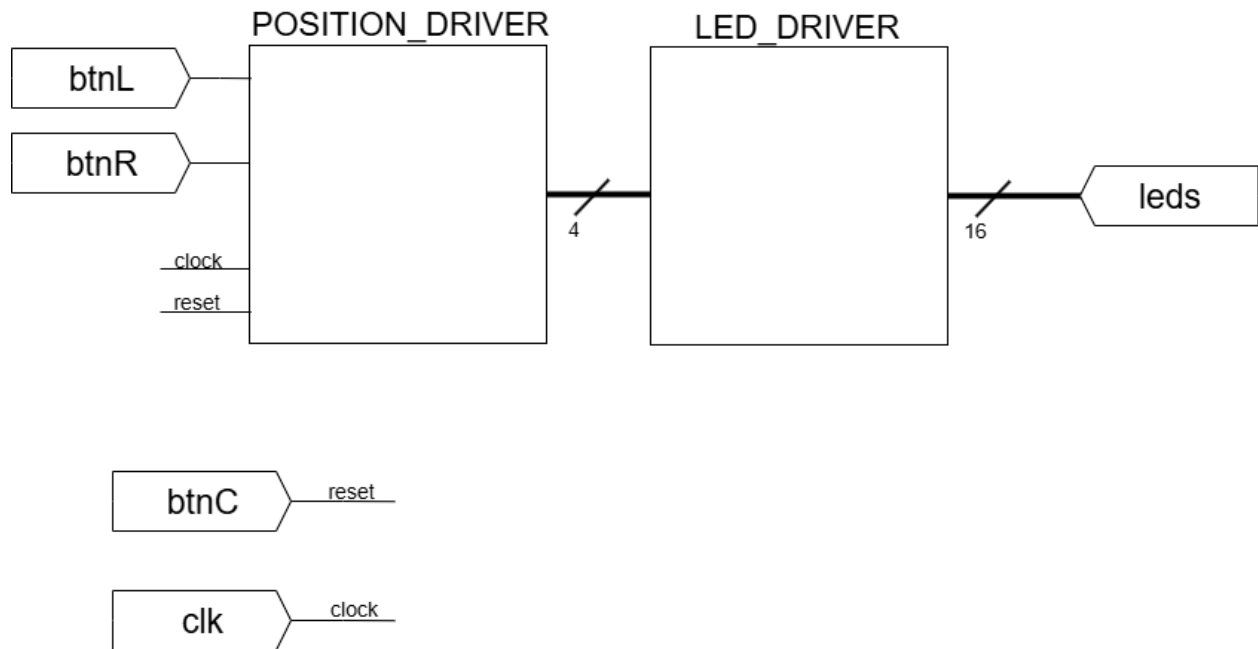 POSITION_DRIVER
LED_DRIVER
btnL
btnR
leds
4
16
clock
reset
btnC
reset
clk
clock